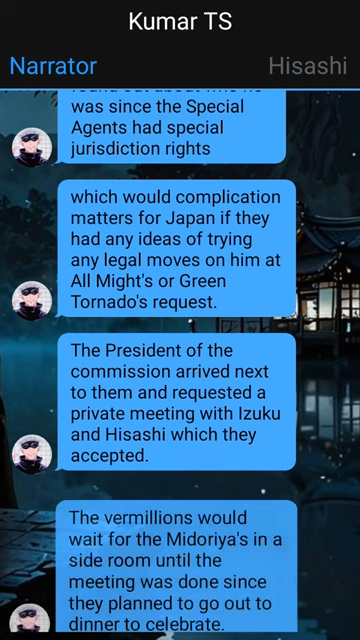 Kumar TS
Narrator
Hisashi
was since the Special
Agents had special
jurisdiction rights
which would complication
matters for Japan if they
had any ideas of trying
any legal moves on him at
All Might's or Green
Tornado's request.
The President of the
commission arrived next
to them and requested a
private meeting with Izuku
and Hisashi which they
accepted.
The vermillions would
wait for the Midoriya's in a
side room until the
meeting was done since
they planned to go out to
dinner to celebrate.